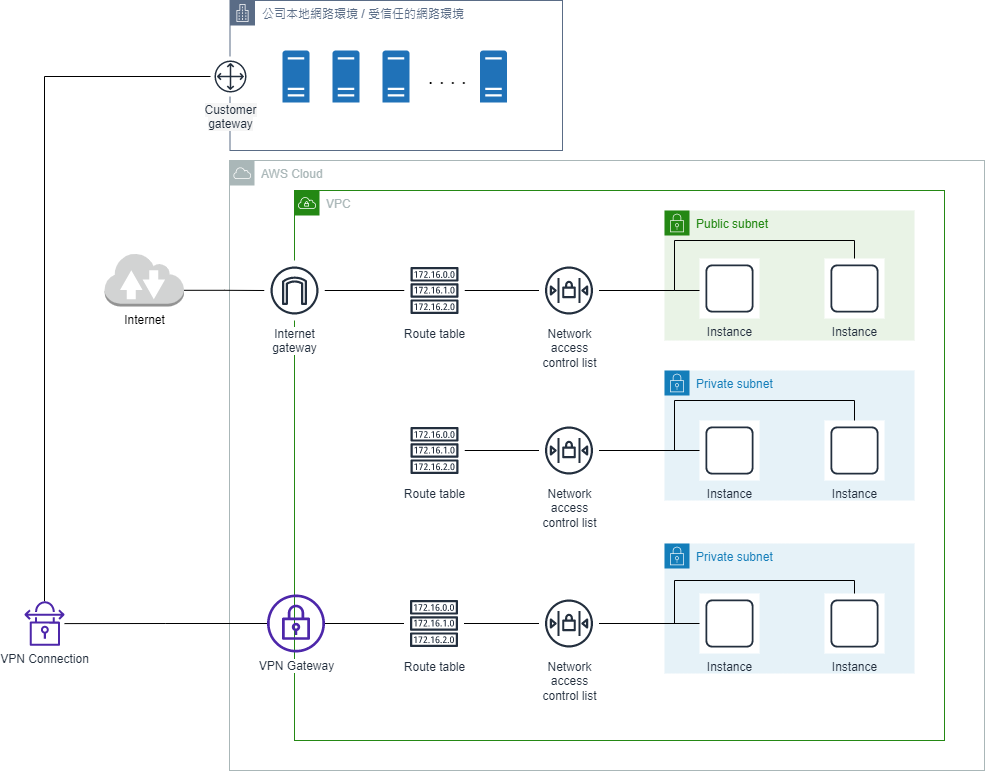 公司本地網路環境 / 受信任的網路環境
. . . .
Customer
gateway
AWS Cloud
VPC
Public subnet
Internet
Internet
gateway
172.16.0.0
172.16.1.0
172.16.2.0
Route table
Network
access
control list
Instance
Instance
Private subnet
172.16.0.0
172.16.1.0
172.16.2.0
Route table
Network
access
control list
Instance
Instance
Private subnet
VPN Connection
VPN Gateway
172.16.0.0
172.16.1.0
172.16.2.0
Route table
Network
access
control list
Instance
Instance